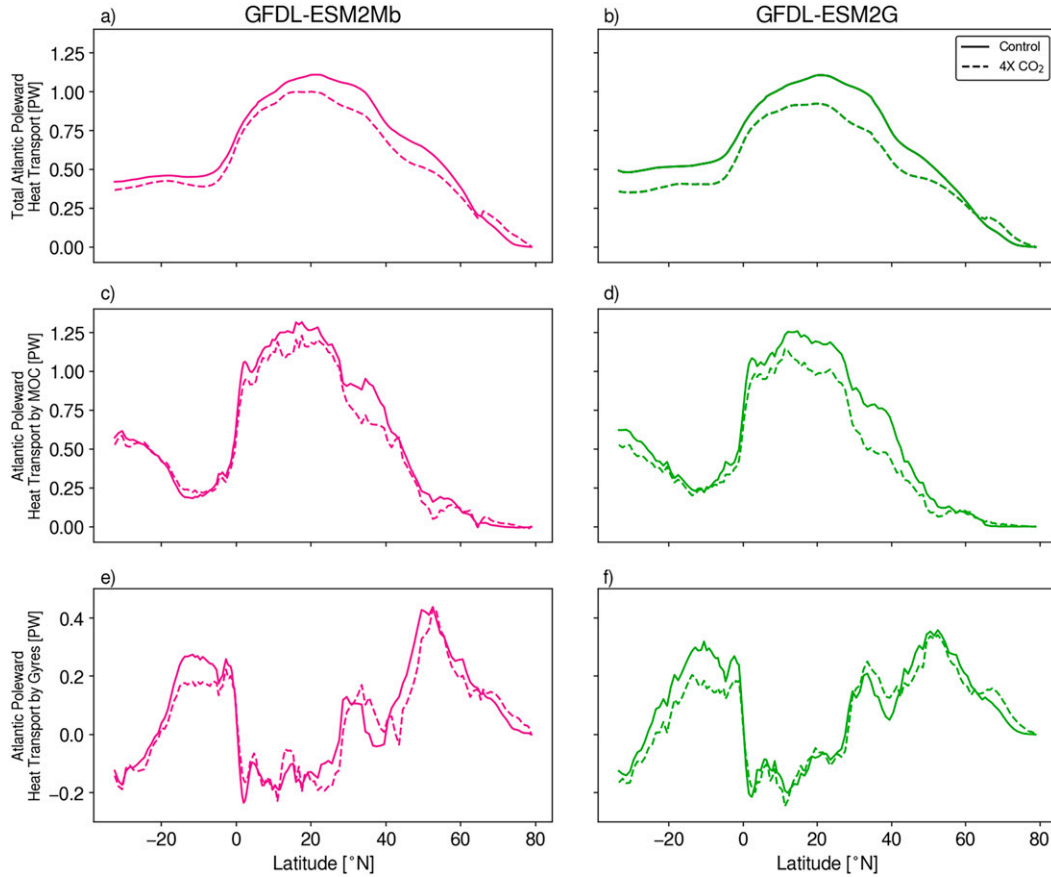 GFDL-ESM2Mb
GFDL-ESM2G
a)
b)
Total Atlantic Poleward
Heat Transport [PW]
1.25
1.00
0.75
0.50
0.25
0.00
Control
4X CO₂
c)
d)
Atlantic Poleward
Heat Transport by MOC [PW]
1.25
1.00
0.75
0.50
0.25
0.00
e)
f)
Atlantic Poleward
Heat Transport by Gyres [PW]
0.4
0.2
0.0
−0.2
−20 0 20 40 60 80
−20 0 20 40 60 80
Latitude [°N]
Latitude [°N]